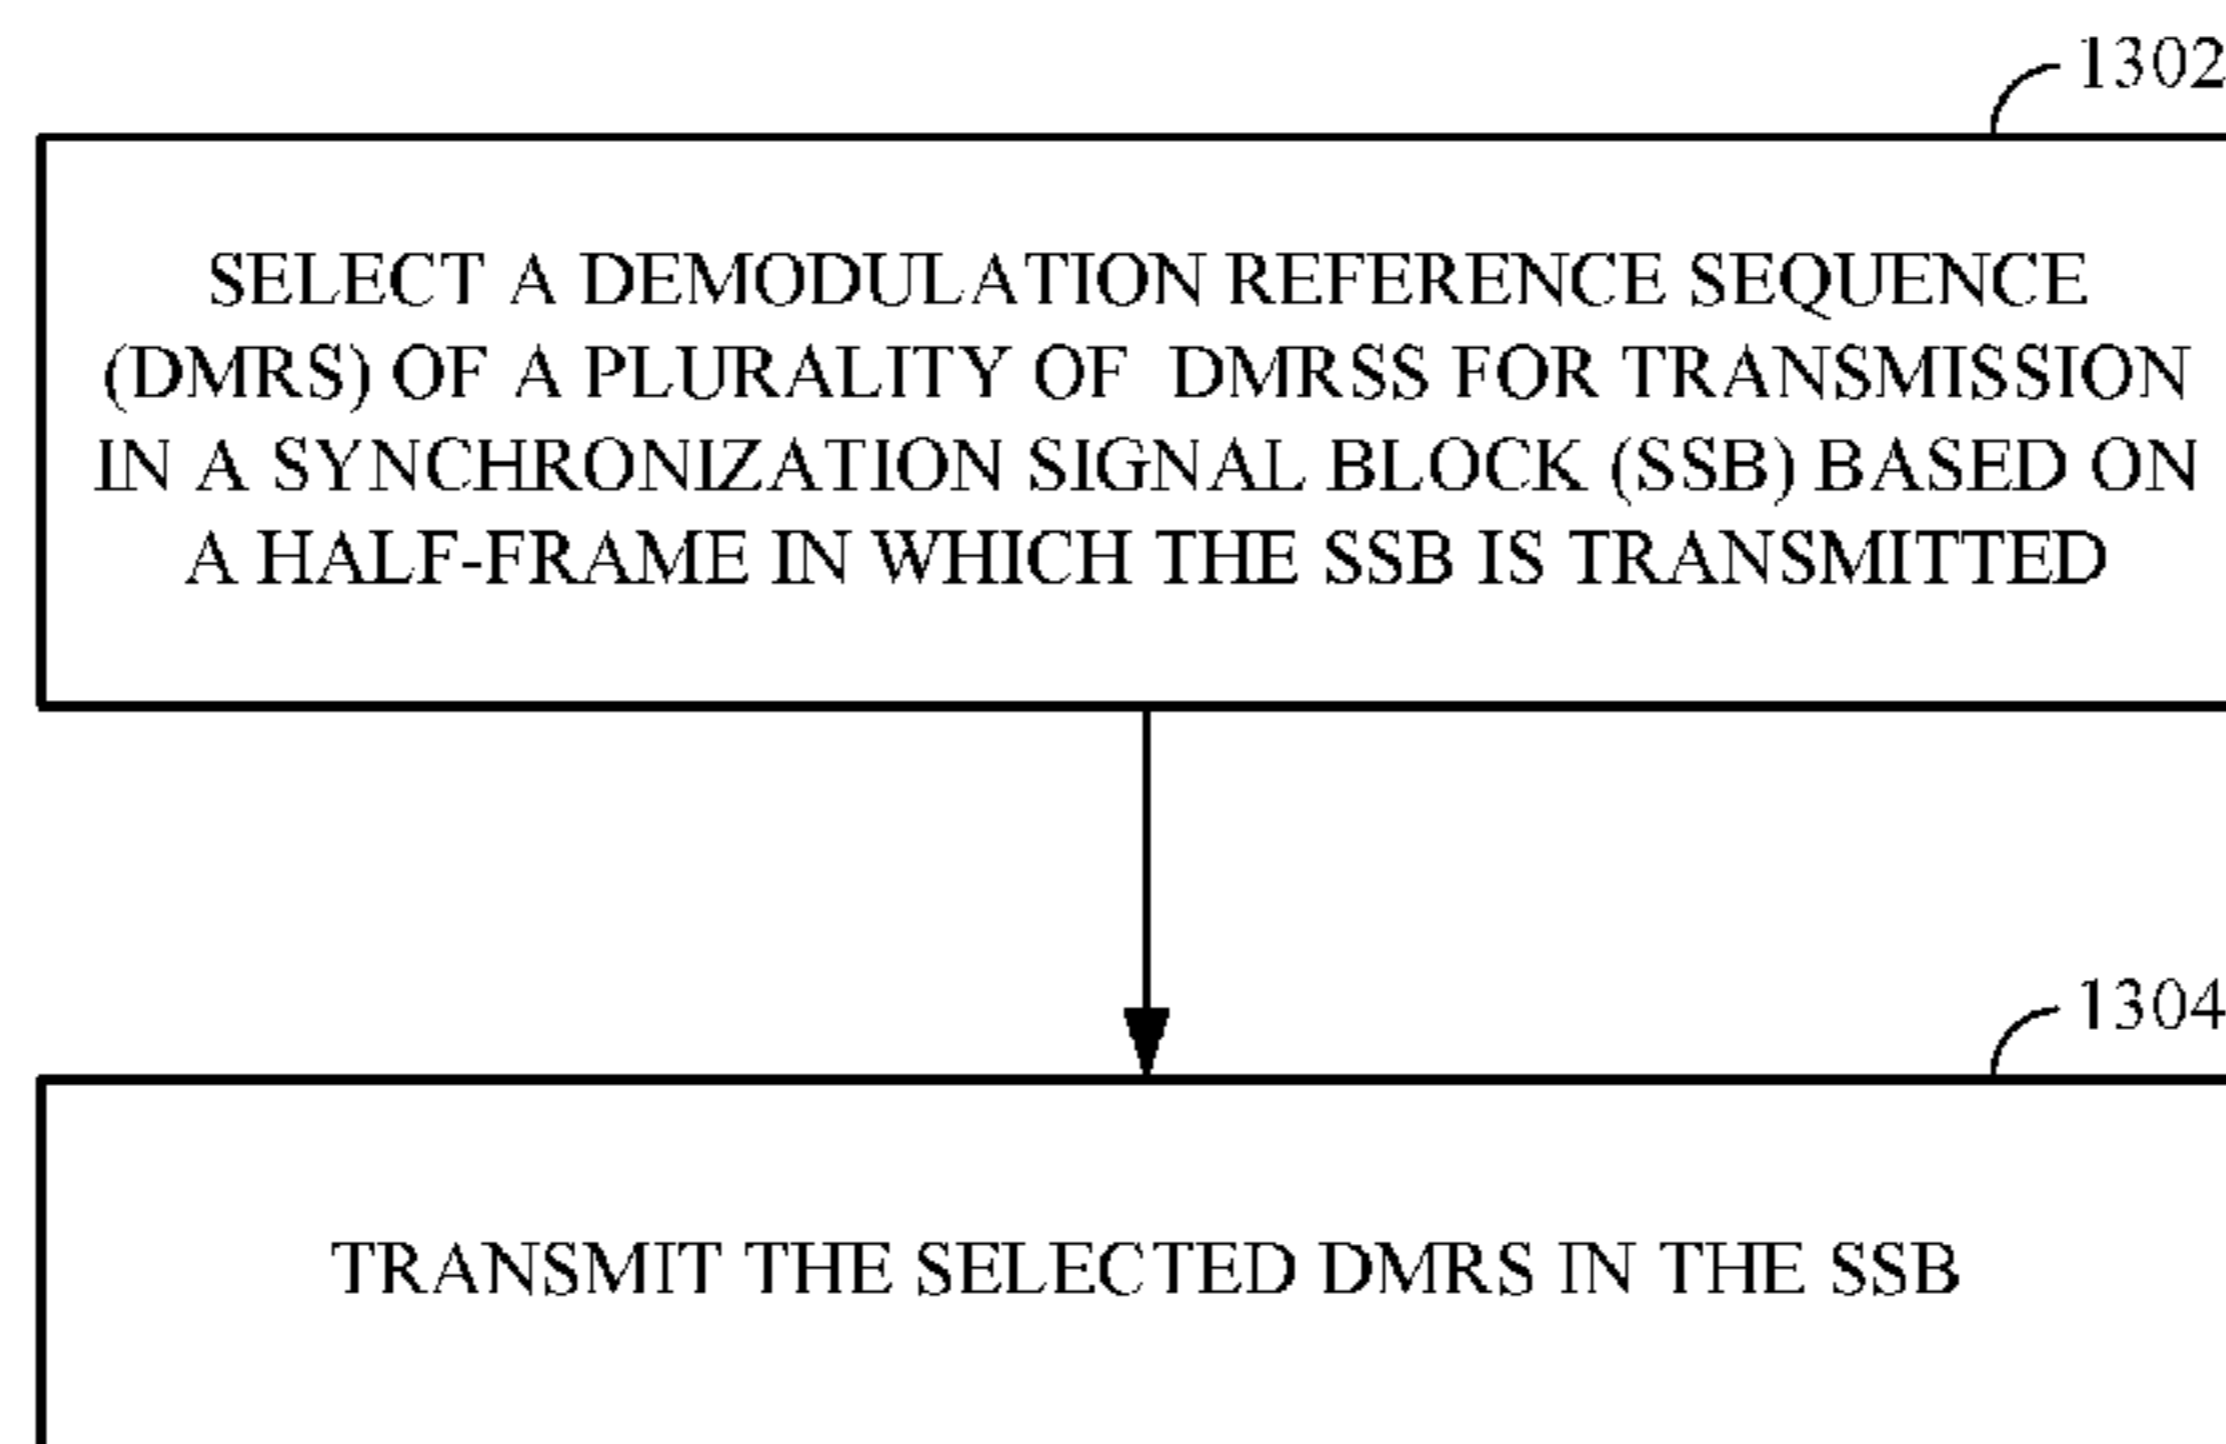 1302
SELECT A DEMODULATION REFERENCE SEQUENCE
(DMRS) OF A PLURALITY OF DMRSS FOR TRANSMISSION
IN A SYNCHRONIZATION SIGNAL BLOCK (SSB) BASED ON
A HALF-FRAME IN WHICH THE SSB IS TRANSMITTED
1304
TRANSMIT THE SELECTED DMRS IN THE SSB